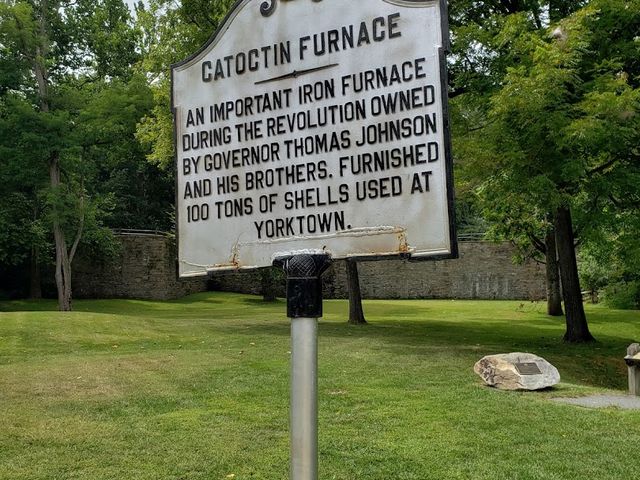 CATOCTIN FURNACE
AN IMPORTANT IRON FURNACE
DURING THE REVOLUTION OWNED
BY GOVERNOR THOMAS JOHNSON
AND HIS BROTHERS. FURNISHED
100 TONS OF SHELLS USED AT
YORKTOWN.